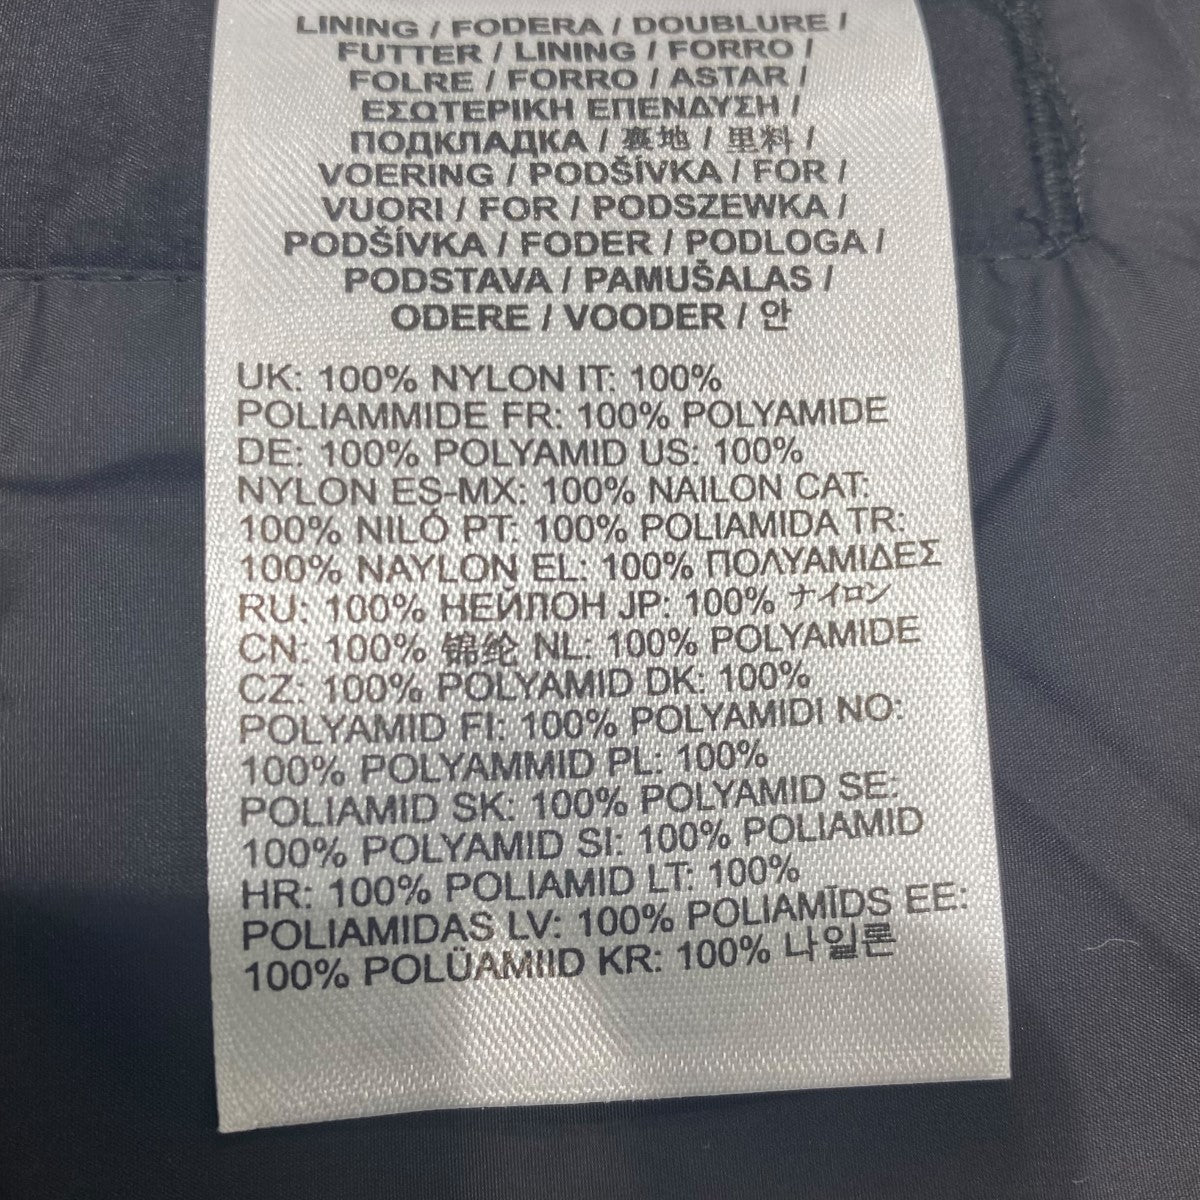 LINING / FODERA / DOUBLURE /
FUTTER / LINING / FORRO /
FOLRE / FORRO / ASTAR /
ΕΣΩΤΕΡΙΚΗ ΕΠΕΝΔΥΣΗ /
ПОДКЛАДКА / 裏地 / 里料 /
VOERING / PODŠÍVKA / FOR /
VUORI / FOR / PODSZEWKA /
PODŠÍVKA / FODER / PODLOGA /
PODSTAVA / PAMUŠALAS /
ODERE / VOODER / 안
UK: 100% NYLON IT: 100%
POLIAMMIDE FR: 100% POLYAMIDE
DE: 100% POLYAMID US: 100%
NYLON ES-MX: 100% NAILON CAT:
100% NILÓ PT: 100% POLIAMIDA TR:
100% NAYLON EL: 100% ΠΟΛΥΑΜΙΔΕΣ
RU: 100% НЕЙЛОН JP: 100% ナイロン
CN: 100% 锦纶 NL: 100% POLYAMIDE
CZ: 100% POLYAMID DK: 100%
POLYAMID FI: 100% POLYAMIDI NO:
100% POLYAMMID PL: 100%
POLIAMID SK: 100% POLYAMID SE:
100% POLYAMID SI: 100% POLIAMID
HR: 100% POLIAMID LT: 100%
POLIAMIDAS LV: 100% POLIAMĪDS EE:
100% POLÜAMIID KR: 100% 나일론